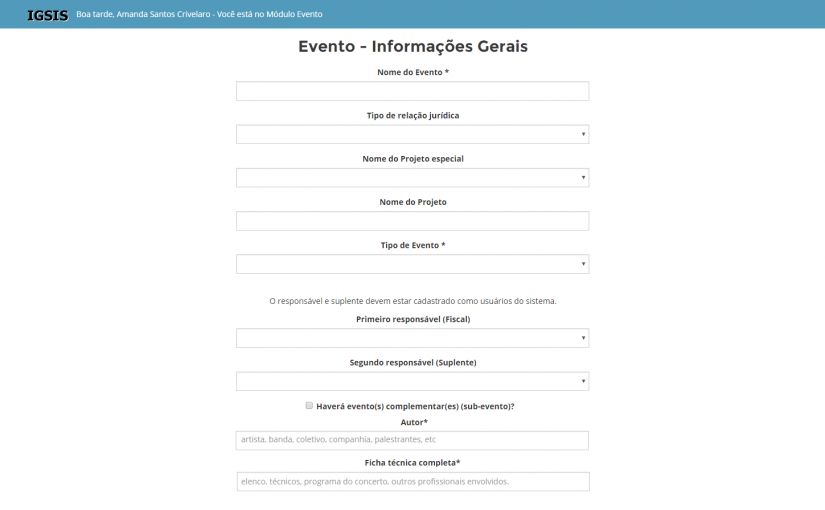 IGSIS Boa tarde, Amanda Santos Crivelaro - Você está no Módulo Evento
Evento - Informações Gerais
Nome do Evento *
Tipo de relação jurídica
Nome do Projeto especial
Nome do Projeto
Tipo de Evento *
O responsável e suplente devem estar cadastrado como usuários do sistema.
Primeiro responsável (Fiscal)
Segundo responsável (Suplente)
Haverá evento(s) complementar(es) (sub-evento)?
Autor*
artista, banda, coletivo, companhia, palestrantes, etc
Ficha técnica completa*
elenco, técnicos, programa do concerto, outros profissionais envolvidos.